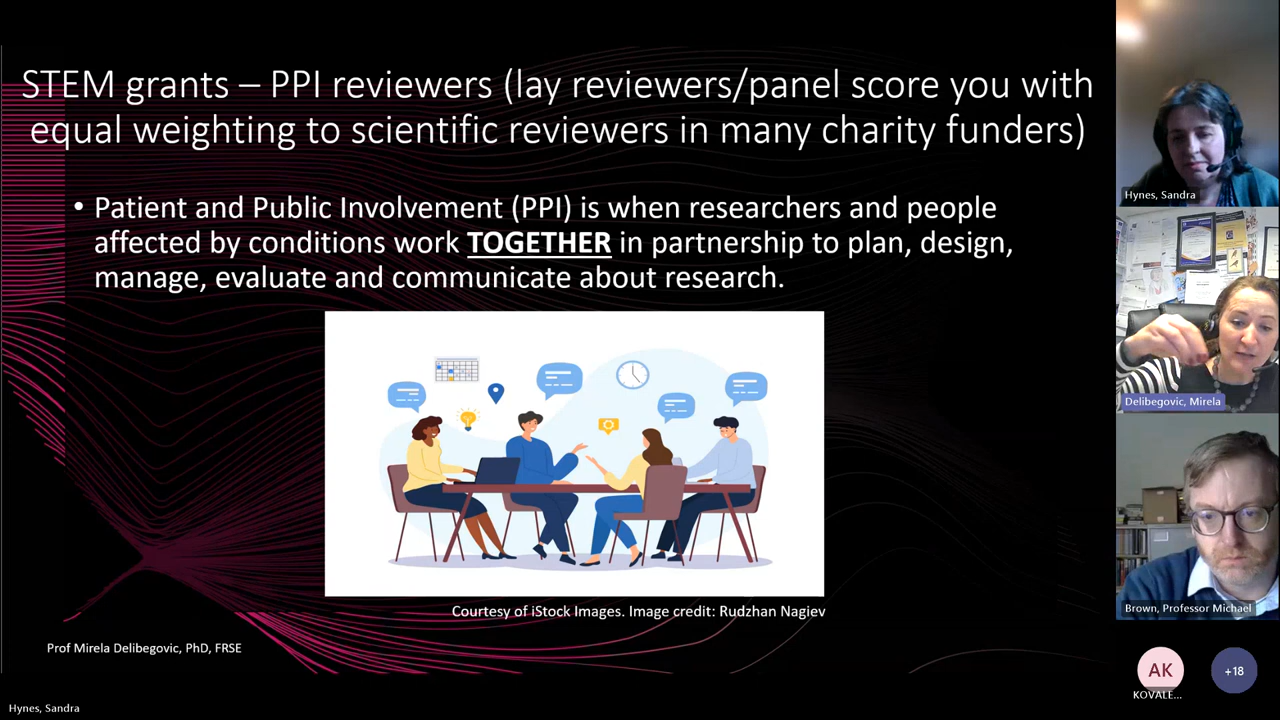 STEM grants – PPI reviewers (lay reviewers/panel score you with
equal weighting to scientific reviewers in many charity funders)
• Patient and Public Involvement (PPI) is when researchers and people
affected by conditions work TOGETHER in partnership to plan, design,
manage, evaluate and communicate about research.
Courtesy of iStock Images. Image credit: Rudzhan Nagiev
Prof Mirela Delibegovic, PhD, FRSE
Hynes, Sandra
Hynes, Sandra
Delibegovic, Mirela
Brown, Professor Michael
AK
KOVALE...
+18